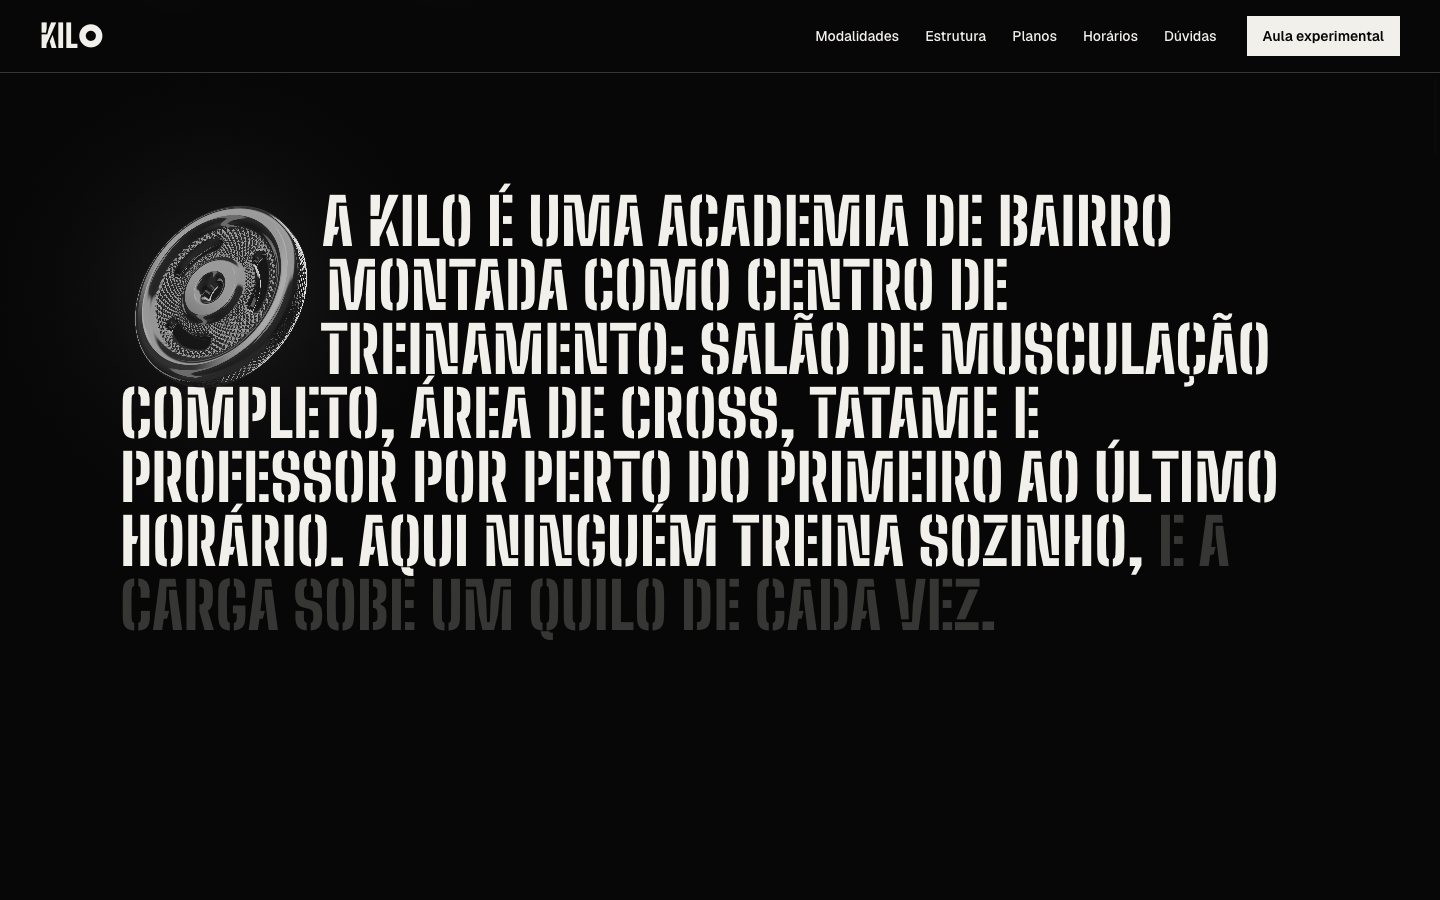 KILO
Modalidades Estrutura Planos Horários Dúvidas Aula experimental
A KILO É UMA ACADEMIA DE BAIRRO
MONTADA COMO CENTRO DE
TREINAMENTO: SALÃO DE MUSCULAÇÃO
COMPLETO, ÁREA DE CROSS, TATAME E
PROFESSOR POR PERTO DO PRIMEIRO AO ÚLTIMO
HORÁRIO. AQUI NINGUÉM TREINA SOZINHO, E A
CARGA SOBE UM QUILO DE CADA VEZ.